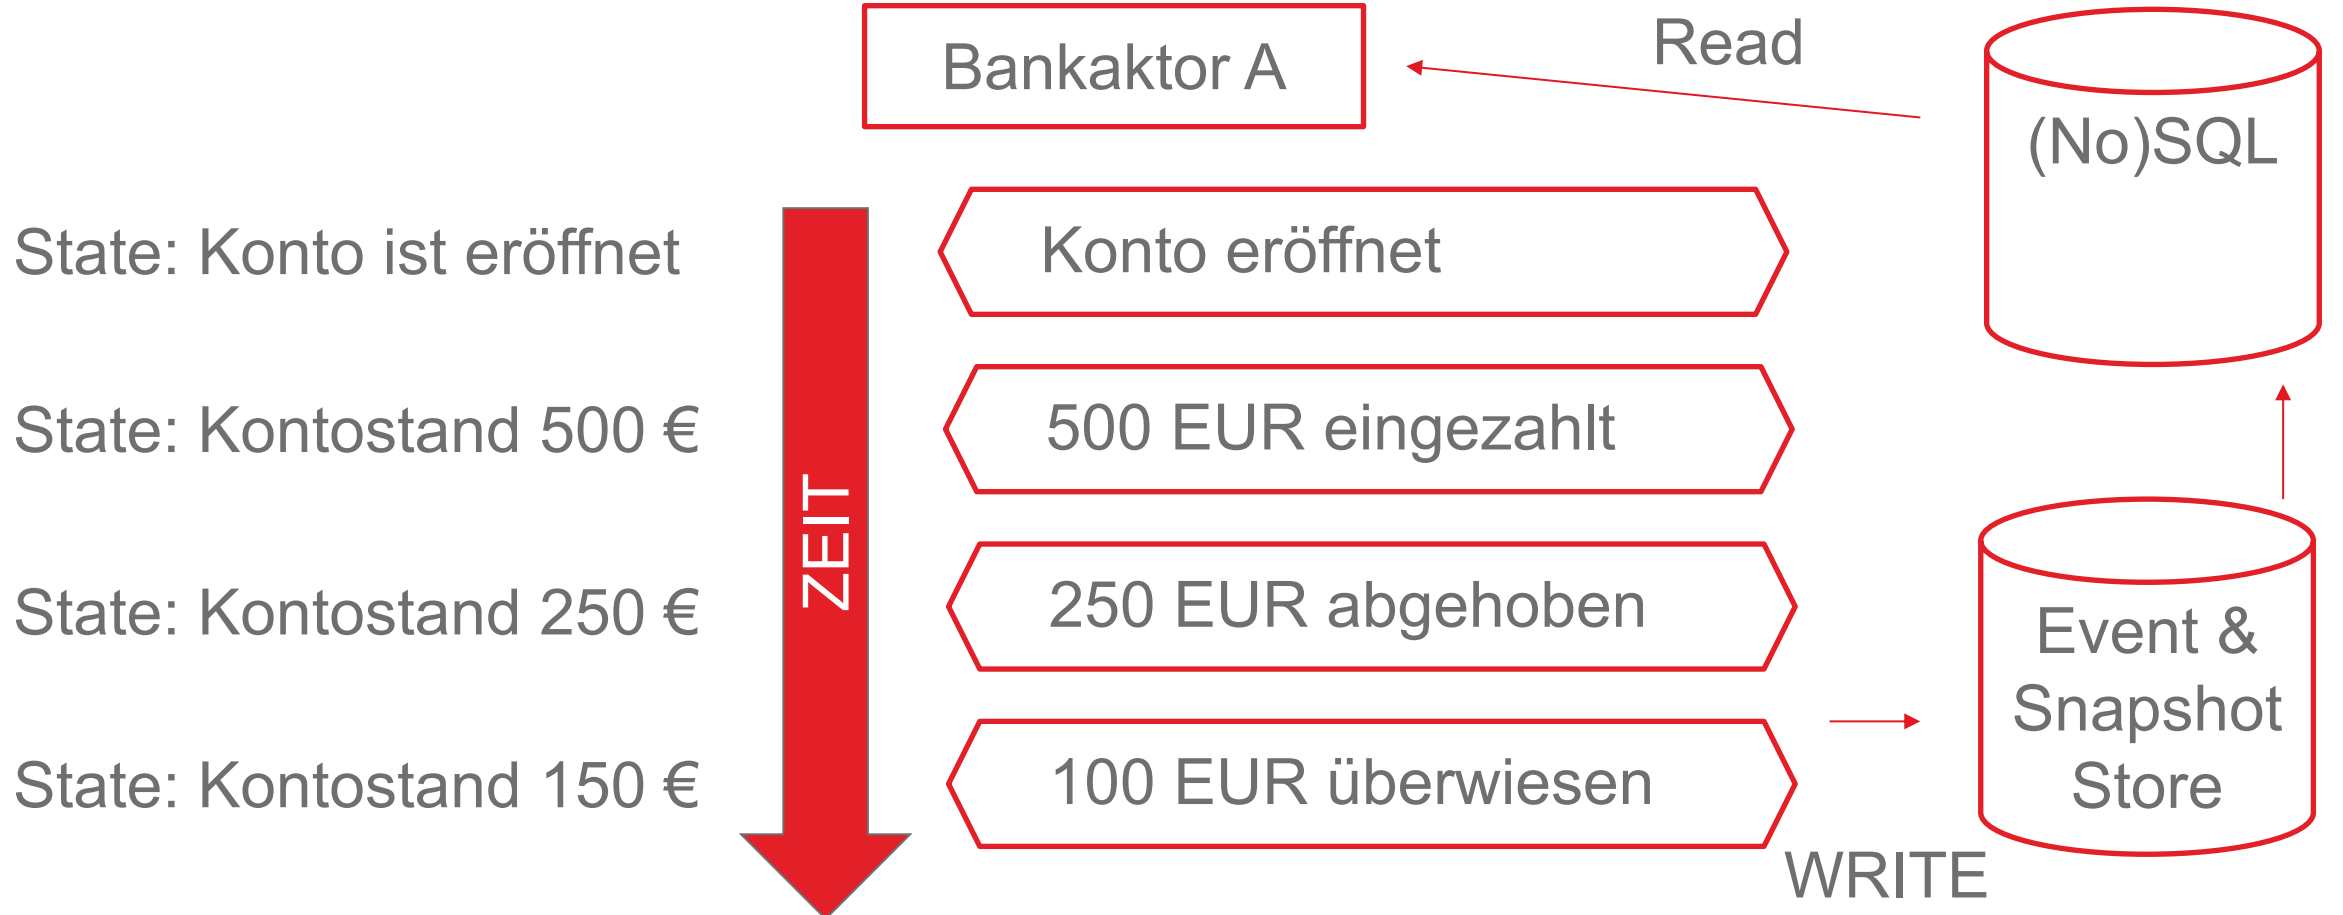 Bankaktor A
Read
(No)SQL
State: Konto ist eröffnet
Konto eröffnet
State: Kontostand 500 €
500 EUR eingezahlt
ZEIT
State: Kontostand 250 €
250 EUR abgehoben
Event &
Snapshot
Store
State: Kontostand 150 €
100 EUR überwiesen
WRITE